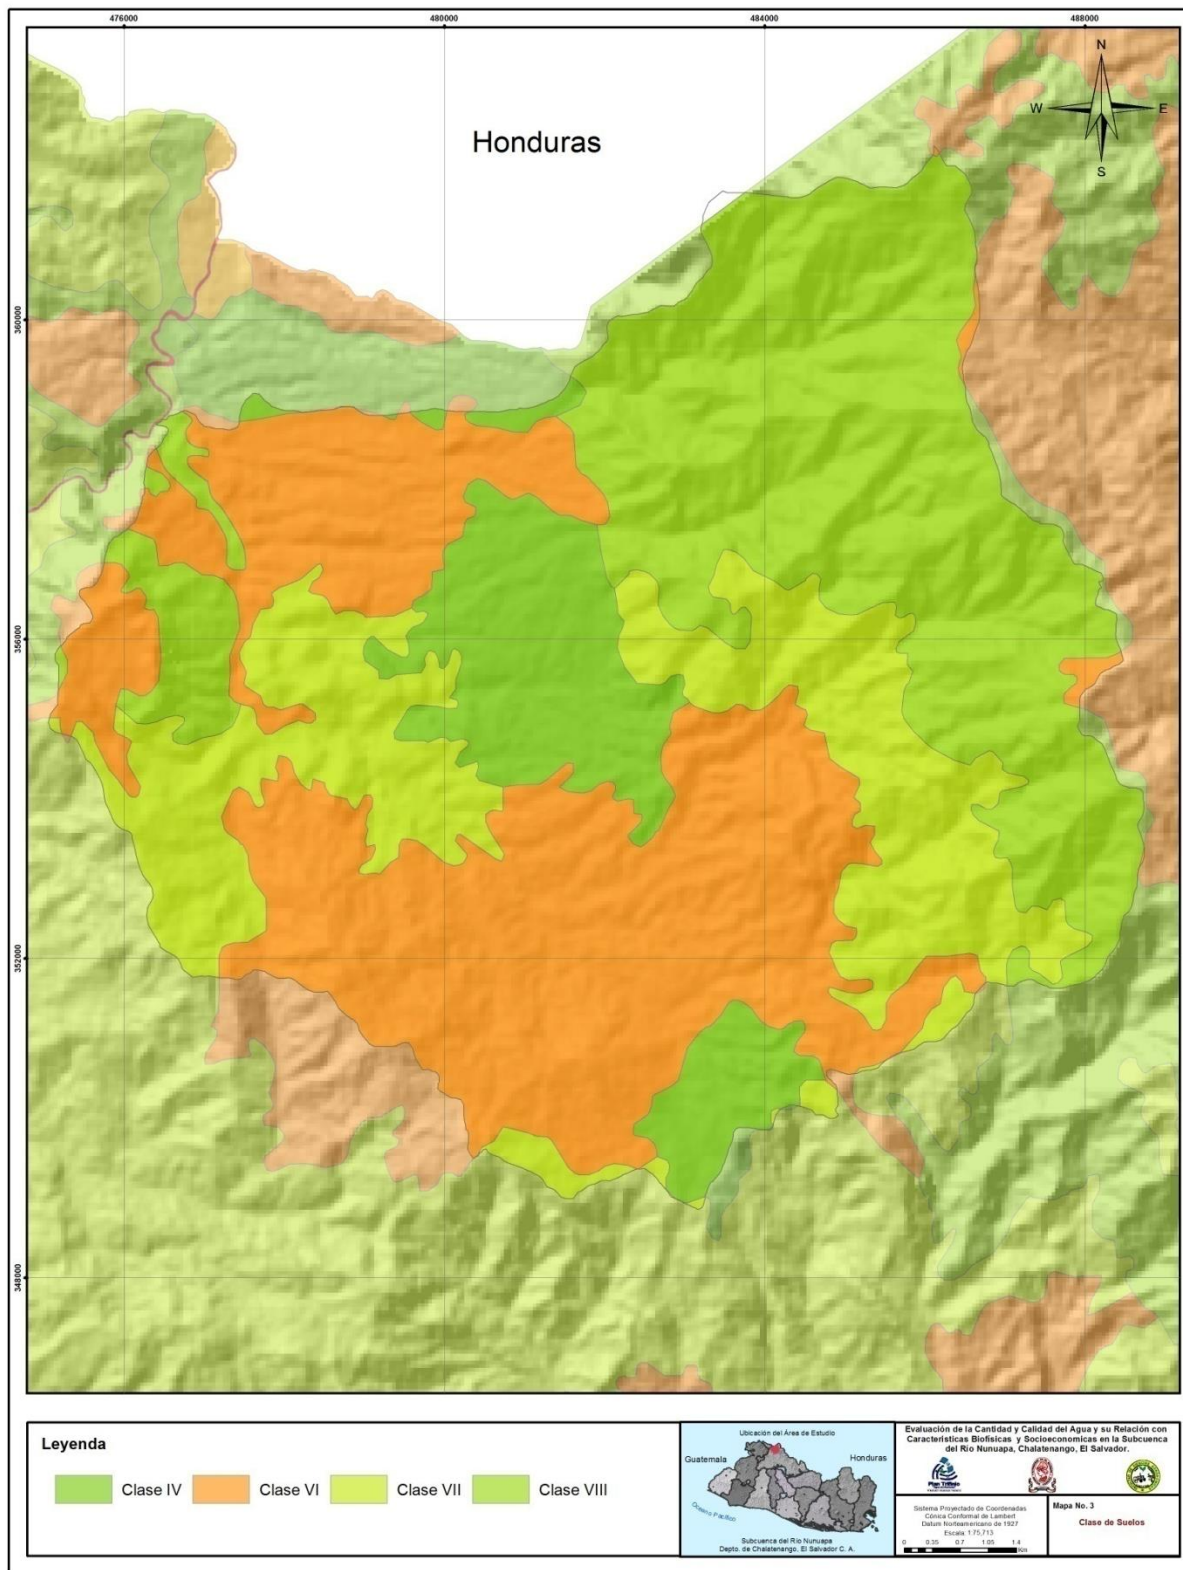 476000 480000 484000 488000
N
W E
S
Honduras
360000
356000
352000
348000
Leyenda
Clase IV
Clase VI
Clase VII
Clase VIII
Ubicación del Área de Estudio
Guatemala
Honduras
Oceano Pacífico
Subcuenca del Río Nunuapa
Depto. de Chalatenango, El Salvador C. A.
Evaluación de la Cantidad y Calidad del Agua y su Relación con
Características Biofísicas y Socioeconomicas en la Subcuenca
del Río Nunuapa, Chalatenango, El Salvador.
Plan Trifinio
Sistema Proyectado de Coordenadas
Cónica Conformal de Lambert
Datum Norteamericano de 1927
Escala: 1:75,713
0 0.35 0.7 1.05 1.4
Km
Mapa No. 3
Clase de Suelos